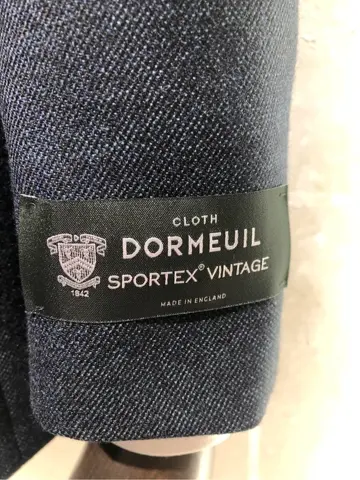 CLOTH
DORMEUIL
SPORTEX® VINTAGE
1842
MADE IN ENGLAND